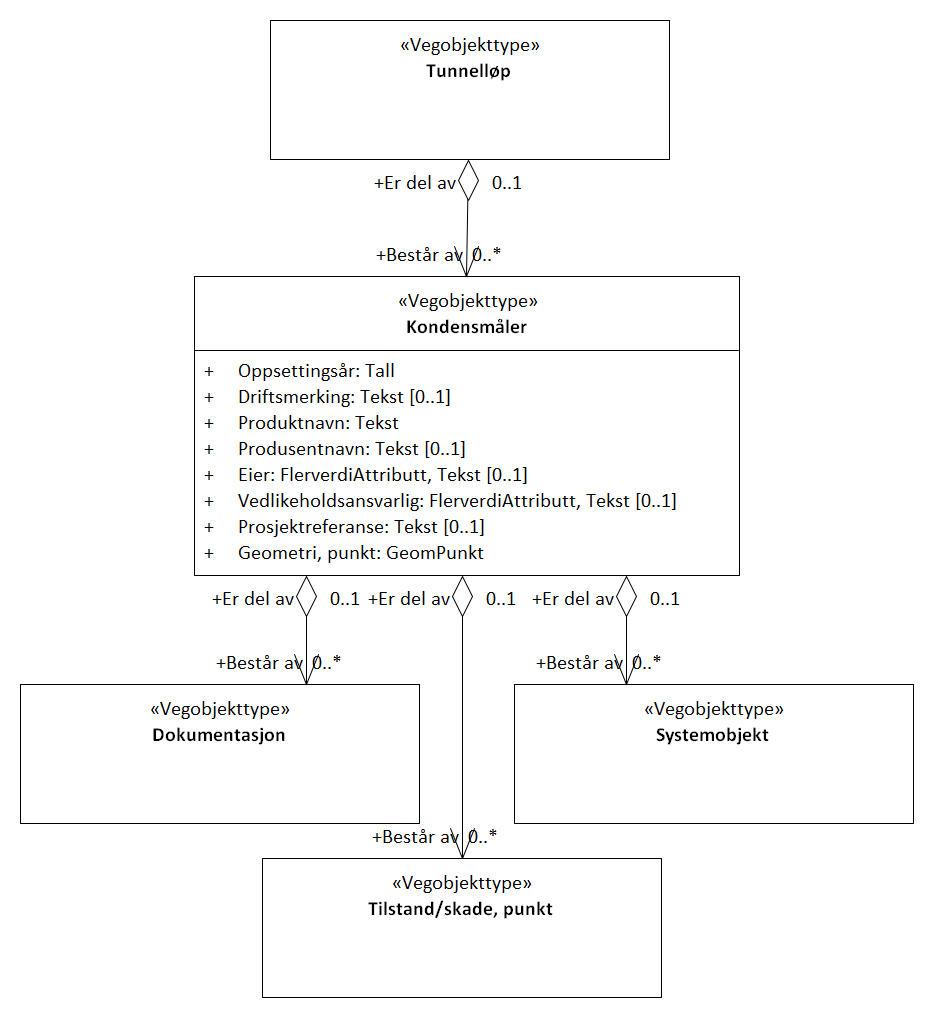 «Vegobjekttype»
Tunnelløp
+Er del av 0..1
+Består av 0..*
«Vegobjekttype»
Kondensmåler
+ Oppsettingsår: Tall
+ Driftsmerking: Tekst [0..1]
+ Produktnavn: Tekst
+ Produsentnavn: Tekst [0..1]
+ Eier: FlerverdiAttributt, Tekst [0..1]
+ Vedlikeholdsansvarlig: FlerverdiAttributt, Tekst [0..1]
+ Prosjektreferanse: Tekst [0..1]
+ Geometri, punkt: GeomPunkt
+Er del av 0..1 +Er del av 0..1 +Er del av 0..1
+Består av 0..* +Består av 0..*
«Vegobjekttype» «Vegobjekttype»
Dokumentasjon Systemobjekt
+Består av 0..*
«Vegobjekttype»
Tilstand/skade, punkt